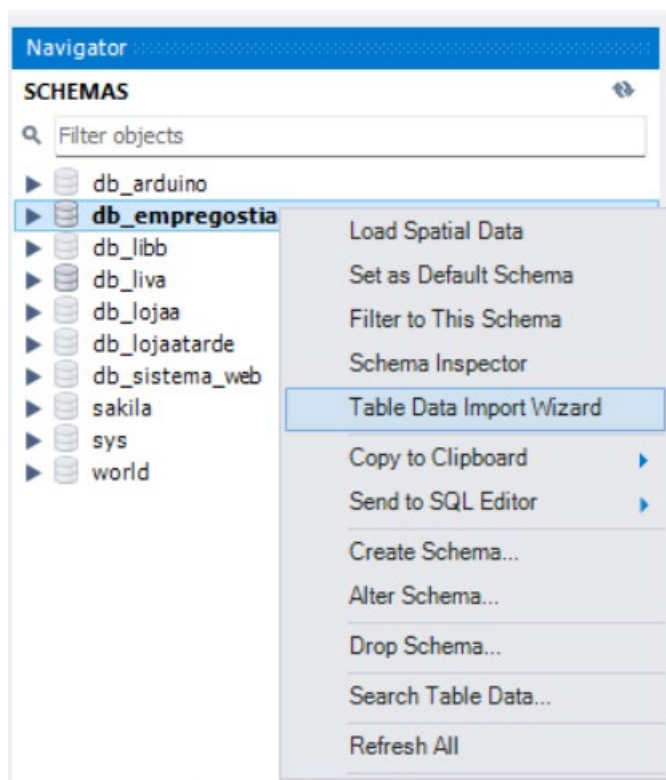 Navigator
SCHEMAS
Filter objects
db_arduino
db_empregostia
db_libb
db_liva
db_lojaa
db_lojaatarde
db_sistema_web
sakila
sys
world
Load Spatial Data
Set as Default Schema
Filter to This Schema
Schema Inspector
Table Data Import Wizard
Copy to Clipboard
Send to SQL Editor
Create Schema...
Alter Schema...
Drop Schema...
Search Table Data...
Refresh All